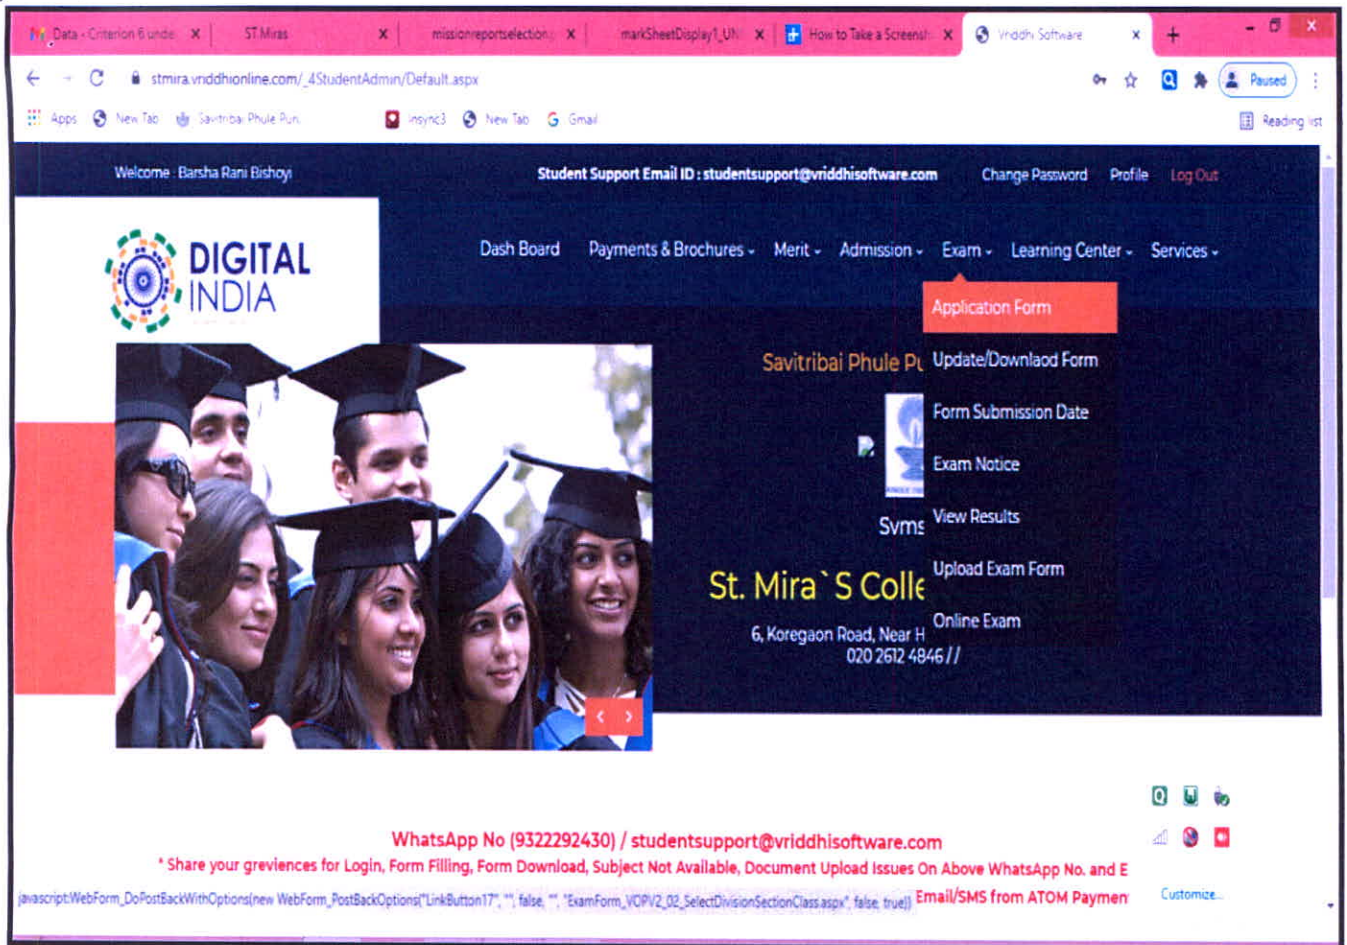 Data - Criterion 6 unde
ST.Miras
missionreportselection.
markSheetDisplay1_UN
How to Take a Screensh
Vriddhi Software
stmira.vriddhionline.com/_4StudentAdmin/Default.aspx
Paused
Apps
New Tab
Savitribai Phule Pun
insync3
New Tab
Gmail
Reading list
Welcome : Barsha Rani Bishoyi
Student Support Email ID : studentsupport@vriddhisoftware.com
Change Password
Profile
Log Out
DIGITAL
INDIA
Dash Board
Payments & Brochures
Merit
Admission
Exam
Learning Center
Services
Application Form
Update/Downlaod Form
Form Submission Date
Exam Notice
View Results
Upload Exam Form
Online Exam
Savitribai Phule Pu
Svms
St. Mira`S Colle
6, Koregaon Road, Near H
020 2612 4846 //
WhatsApp No (9322292430) / studentsupport@vriddhisoftware.com
* Share your greviences for Login, Form Filling, Form Download, Subject Not Available, Document Upload Issues On Above WhatsApp No. and E
javascript:WebForm_DoPostBackWithOptions(new WebForm_PostBackOptions("LinkButton17", "", false, "", "ExamForm_VOPV2_02_SelectDivisionSectionClass.aspx", false, true))
Email/SMS from ATOM Paymen
Customize...